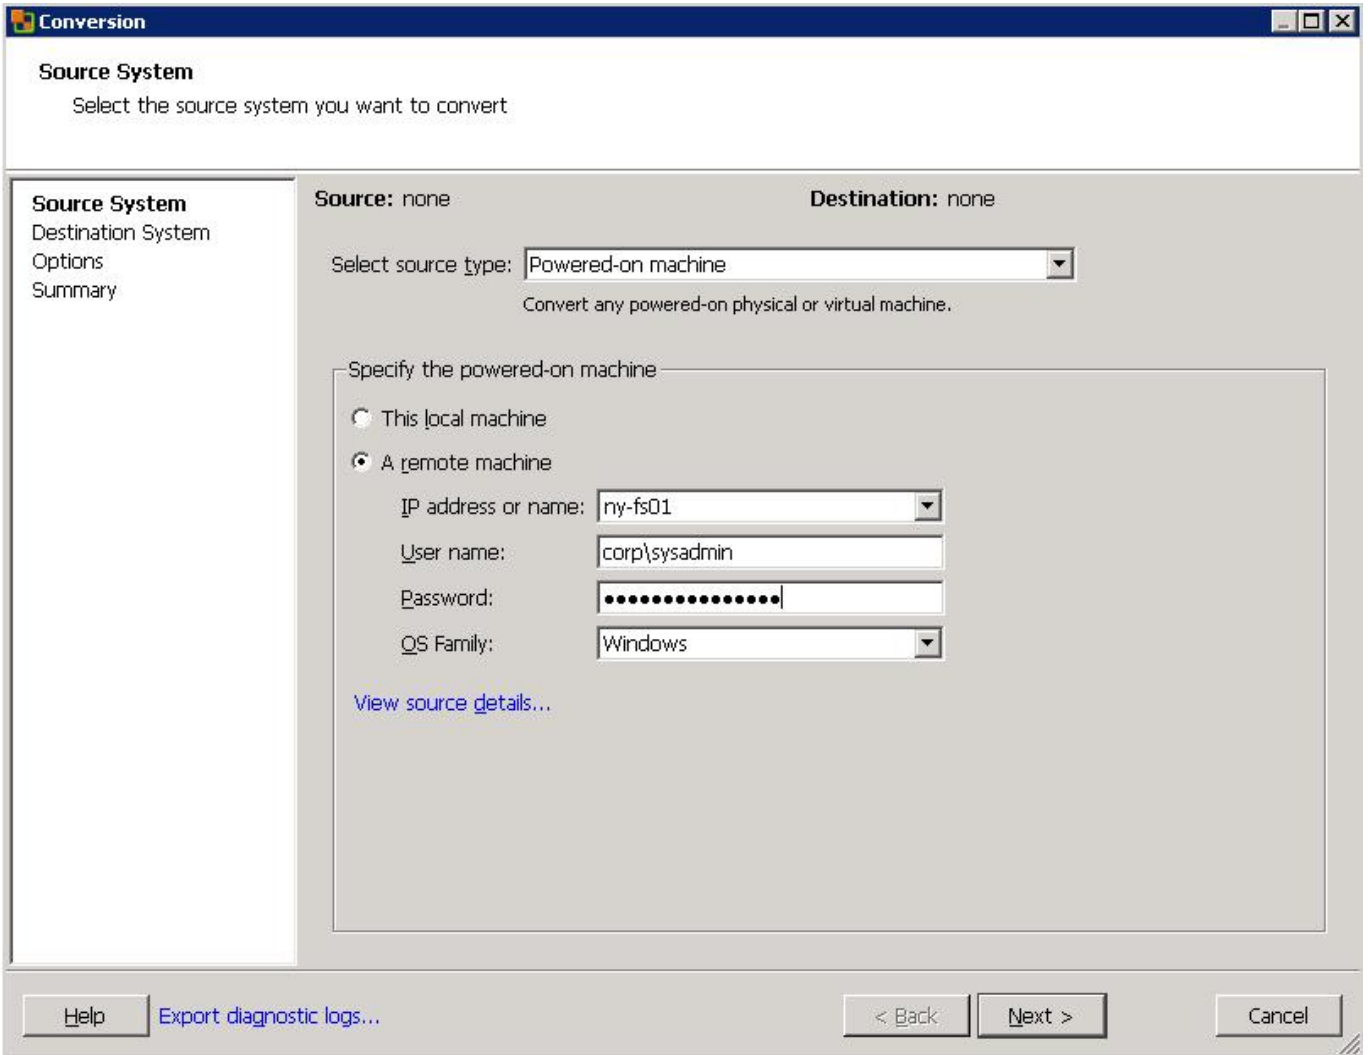 Conversion
Source System
Select the source system you want to convert
Source System
Destination System
Options
Summary
Source: none
Destination: none
Select source type: Powered-on machine
Convert any powered-on physical or virtual machine.
Specify the powered-on machine
This local machine
A remote machine
IP address or name: ny-fs01
User name: corp\sysadmin
Password: ●●●●●●●●●●●●●●●
OS Family: Windows
View source details...
Help
Export diagnostic logs...
< Back
Next >
Cancel